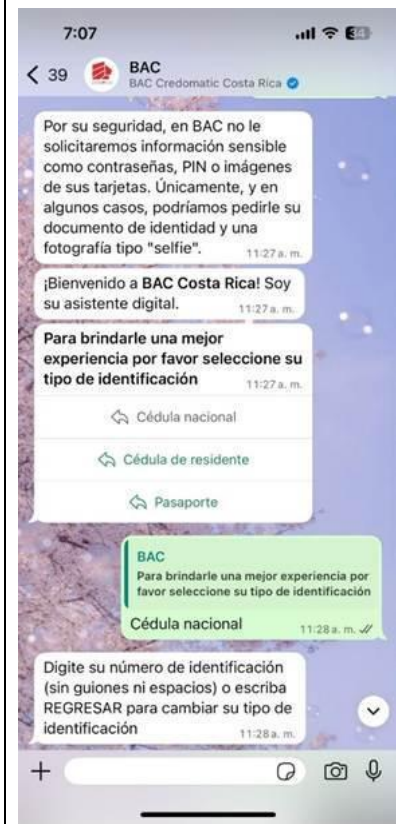 7:07
39
BAC
BAC Credomatic Costa Rica
Por su seguridad, en BAC no le
solicitaremos información sensible
como contraseñas, PIN o imágenes
de sus tarjetas. Únicamente, y en
algunos casos, podríamos pedirle su
documento de identidad y una
fotografía tipo "selfie".
11:27 a. m.
¡Bienvenido a BAC Costa Rica! Soy
su asistente digital.
11:27 a. m.
Para brindarle una mejor
experiencia por favor seleccione su
tipo de identificación
11:27 a. m.
Cédula nacional
Cédula de residente
Pasaporte
BAC
Para brindarle una mejor experiencia por
favor seleccione su tipo de identificación
Cédula nacional
11:28 a. m.
Digite su número de identificación
(sin guiones ni espacios) o escriba
REGRESAR para cambiar su tipo de
identificación
11:28 a. m.